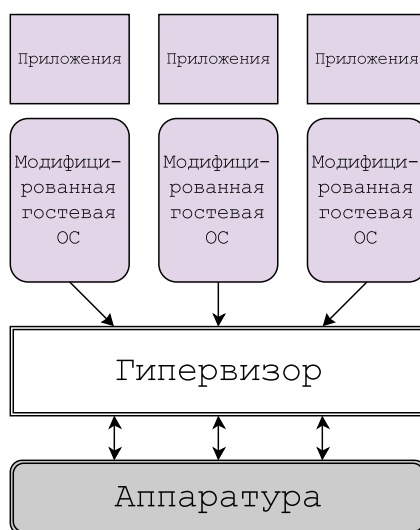 Приложения Приложения Приложения
Модифици- Модифици- Модифици-
рованная рованная рованная
гостевая гостевая гостевая
ОС ОС ОС
Гипервизор
Аппаратура